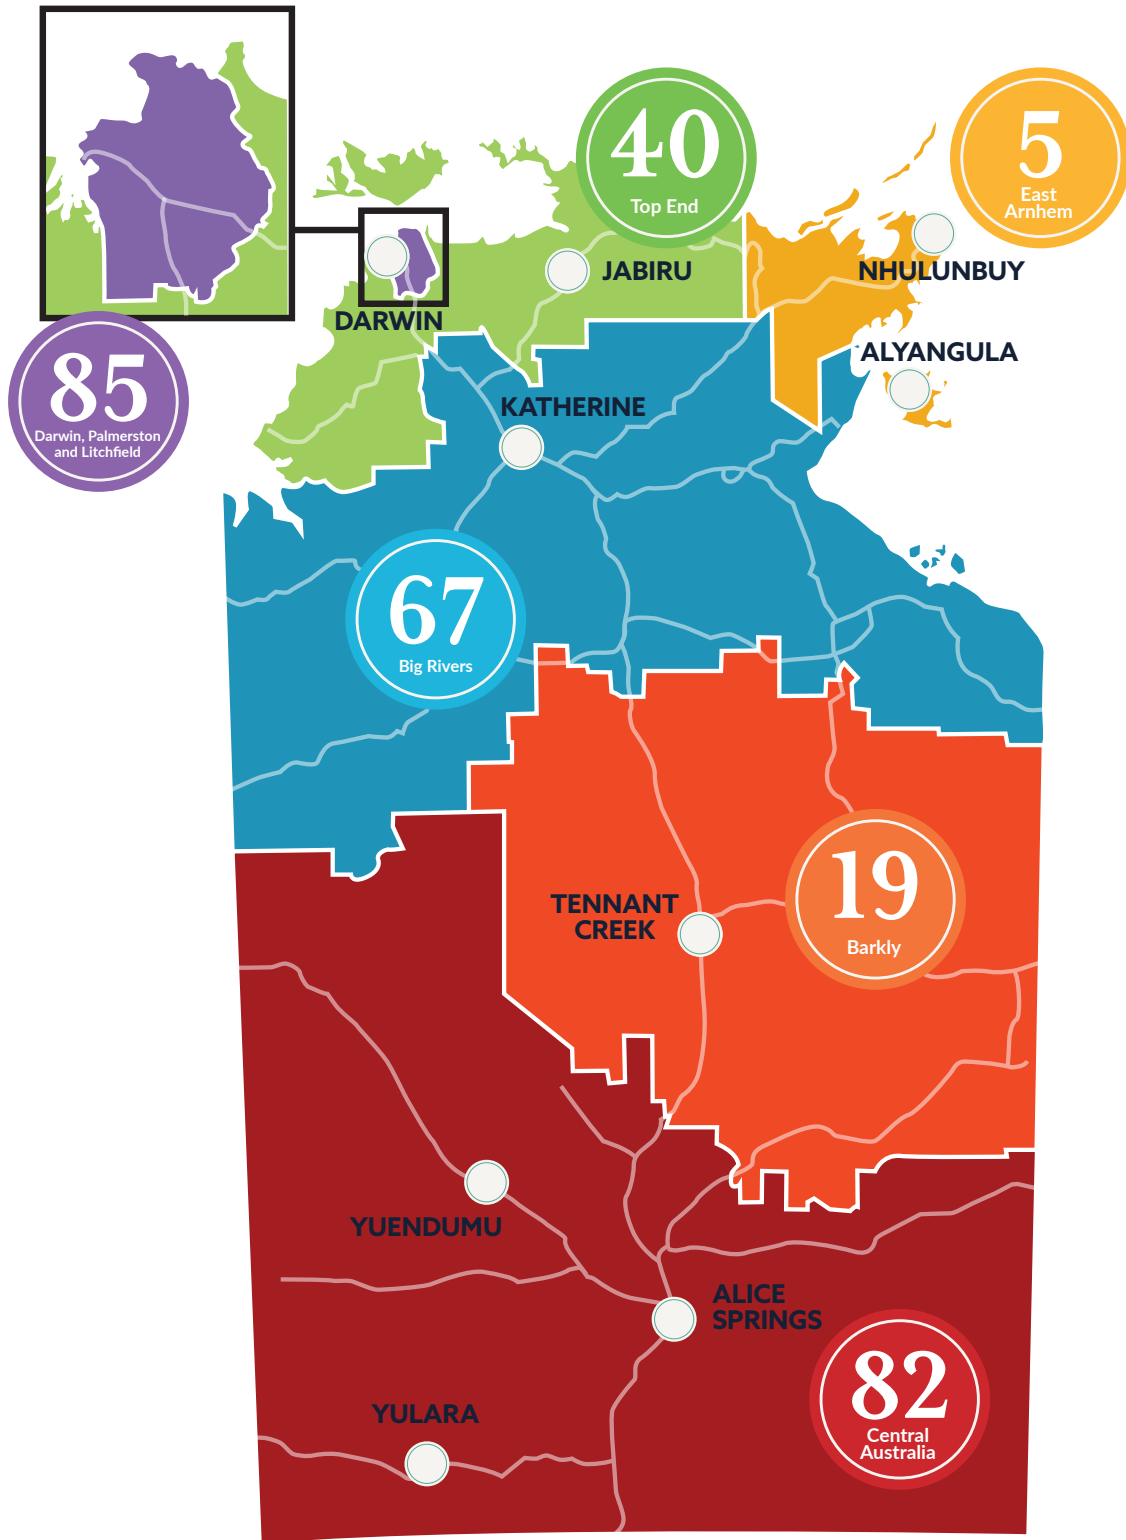 40
Top End
5
East
Arnhem
JABIRU
NHULUNBUY
DARWIN
ALYANGULA
85
Darwin, Palmerston
and Litchfield
KATHERINE
67
Big Rivers
19
Barkly
TENNANT
CREEK
YUENDUMU
ALICE
SPRINGS
82
Central
Australia
YULARA